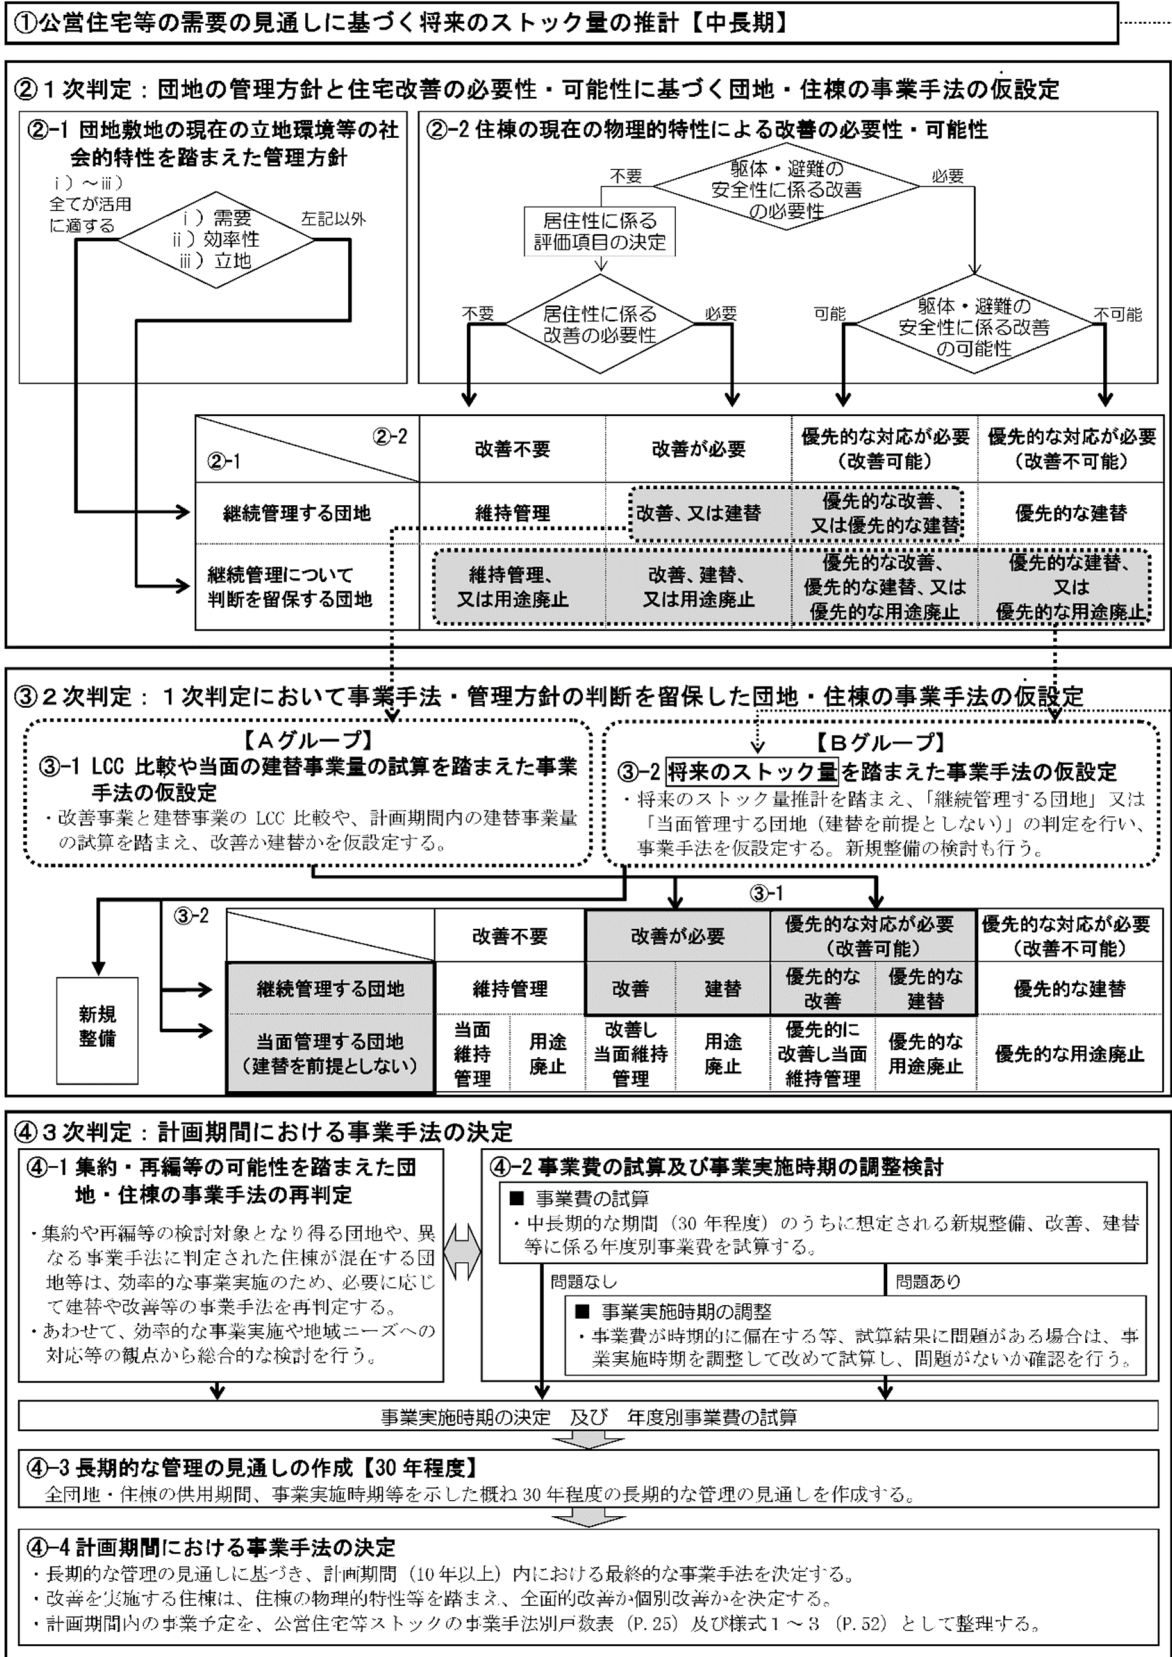 ①公営住宅等の需要の見通しに基づく将来のストック量の推計【中長期】
②１次判定：団地の管理方針と住宅改善の必要性・可能性に基づく団地・住棟の事業手法の仮設定
②-1 団地敷地の現在の立地環境等の社
会的特性を踏まえた管理方針
ⅰ）～ⅲ）
全てが活用
に適する
ⅰ）需要
ⅱ）効率性
ⅲ）立地
左記以外
②-2 住棟の現在の物理的特性による改善の必要性・可能性
不要
躯体・避難の
安全性に係る改善
の必要性
必要
居住性に係る
評価項目の決定
不要
居住性に係る
改善の必要性
必要
可能
躯体・避難の
安全性に係る改善
の可能性
不可能
②-2
②-1
改善不要
改善が必要
優先的な対応が必要
（改善可能）
優先的な対応が必要
（改善不可能）
継続管理する団地
維持管理
改善、又は建替
優先的な改善、
又は優先的な建替
優先的な建替
継続管理について
判断を留保する団地
維持管理、
又は用途廃止
改善、建替、
又は用途廃止
優先的な改善、
優先的な建替、又は
優先的な用途廃止
優先的な建替、
又は
優先的な用途廃止
③２次判定：１次判定において事業手法・管理方針の判断を留保した団地・住棟の事業手法の仮設定
【Ａグループ】
③-1 LCC 比較や当面の建替事業量の試算を踏まえた事業
手法の仮設定
・改善事業と建替事業の LCC 比較や、計画期間内の建替事業量
の試算を踏まえ、改善か建替かを仮設定する。
【Ｂグループ】
③-2 将来のストック量を踏まえた事業手法の仮設定
・将来のストック量推計を踏まえ、「継続管理する団地」又は
「当面管理する団地（建替を前提としない）」の判定を行い、
事業手法を仮設定する。新規整備の検討も行う。
③-1
③-2
新規
整備
改善不要
改善が必要
優先的な対応が必要
（改善可能）
優先的な対応が必要
（改善不可能）
継続管理する団地
維持管理
改善
建替
優先的な
改善
優先的な
建替
優先的な建替
当面管理する団地
（建替を前提としない）
当面
維持
管理
用途
廃止
改善し
当面維持
管理
用途
廃止
優先的に
改善し当面
維持管理
優先的な
用途廃止
優先的な用途廃止
④３次判定：計画期間における事業手法の決定
④-1 集約・再編等の可能性を踏まえた団
地・住棟の事業手法の再判定
・集約や再編等の検討対象となり得る団地や、異
なる事業手法に判定された住棟が混在する団
地等は、効率的な事業実施のため、必要に応じ
て建替や改善等の事業手法を再判定する。
・あわせて、効率的な事業実施や地域ニーズへの
対応等の観点から総合的な検討を行う。
④-2 事業費の試算及び事業実施時期の調整検討
■ 事業費の試算
・中長期的な期間（30 年程度）のうちに想定される新規整備、改善、建替
等に係る年度別事業費を試算する。
問題なし
問題あり
■ 事業実施時期の調整
・事業費が時期的に偏在する等、試算結果に問題がある場合は、事
業実施時期を調整して改めて試算し、問題がないか確認を行う。
事業実施時期の決定　及び　年度別事業費の試算
④-3 長期的な管理の見通しの作成【30 年程度】
全団地・住棟の供用期間、事業実施時期等を示した概ね 30 年程度の長期的な管理の見通しを作成する。
④-4 計画期間における事業手法の決定
・長期的な管理の見通しに基づき、計画期間（10 年以上）内における最終的な事業手法を決定する。
・改善を実施する住棟は、住棟の物理的特性等を踏まえ、全面的改善か個別改善かを決定する。
・計画期間内の事業予定を、公営住宅等ストックの事業手法別戸数表（P.25）及び様式１～３（P.52）として整理する。